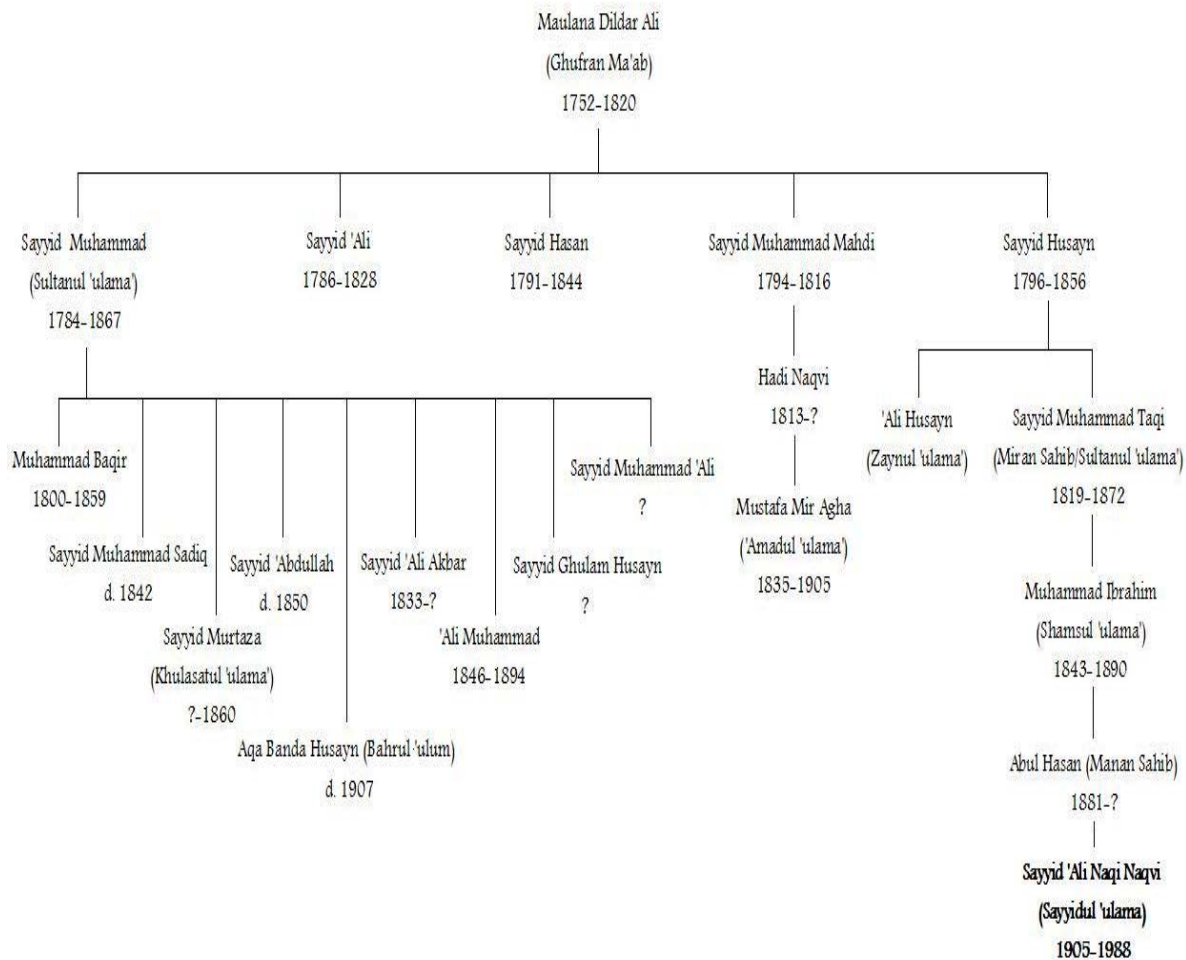 Maulana Dildar Ali
(Ghufran Ma'ab)
1752-1820
Sayyid Muhammad
(Sultanul 'ulama')
1784-1867
Sayyid 'Ali
1786-1828
Sayyid Hasan
1791-1844
Sayyid Muhammad Mahdi
1794-1816
Sayyid Husayn
1796-1856
Muhammad Baqir
1800-1859
Sayyid Muhammad Sadiq
d. 1842
Sayyid Murtaza
(Khulasatul 'ulama')
?-1860
Sayyid 'Abdullah
d. 1850
Aqa Banda Husayn (Bahrul 'ulum)
d. 1907
Sayyid 'Ali Akbar
1833-?
'Ali Muhammad
1846-1894
Sayyid Ghulam Husayn
?
Sayyid Muhammad 'Ali
?
Hadi Naqvi
1813-?
Mustafa Mir Agha
('Amadul 'ulama')
1835-1905
'Ali Husayn
(Zaynul 'ulama')
Sayyid Muhammad Taqi
(Miran Sahib/Sultanul 'ulama')
1819-1872
Muhammad Ibrahim
(Shamsul 'ulama')
1843-1890
Abul Hasan (Manan Sahib)
1881-?
Sayyid 'Ali Naqi Naqvi
(Sayyidul 'ulama)
1905-1988